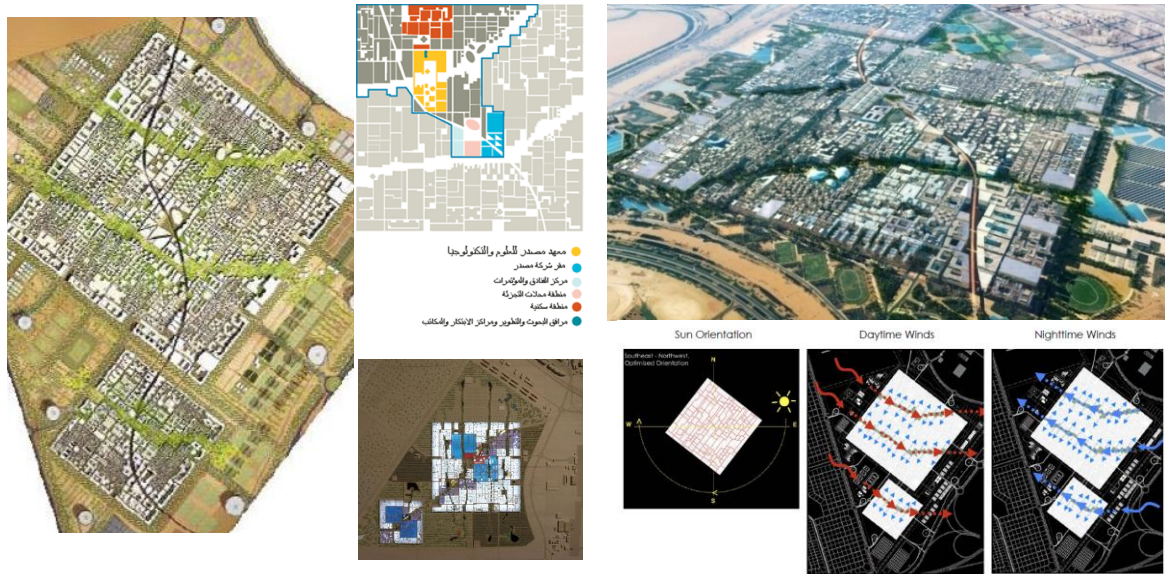 معهد مصدر للعلوم والتكنولوجيا
مقر شركة مصدر
مركز الفنادق والمؤتمرات
منطقة محلات التجزئة
منطقة سكنية
مرافق البحوث والتطوير ومراكز الابتكار والمكاتب
Sun Orientation
Daytime Winds
Nighttime Winds
Southeast - Northwest,
Optimised Orientation
N
W
E
S